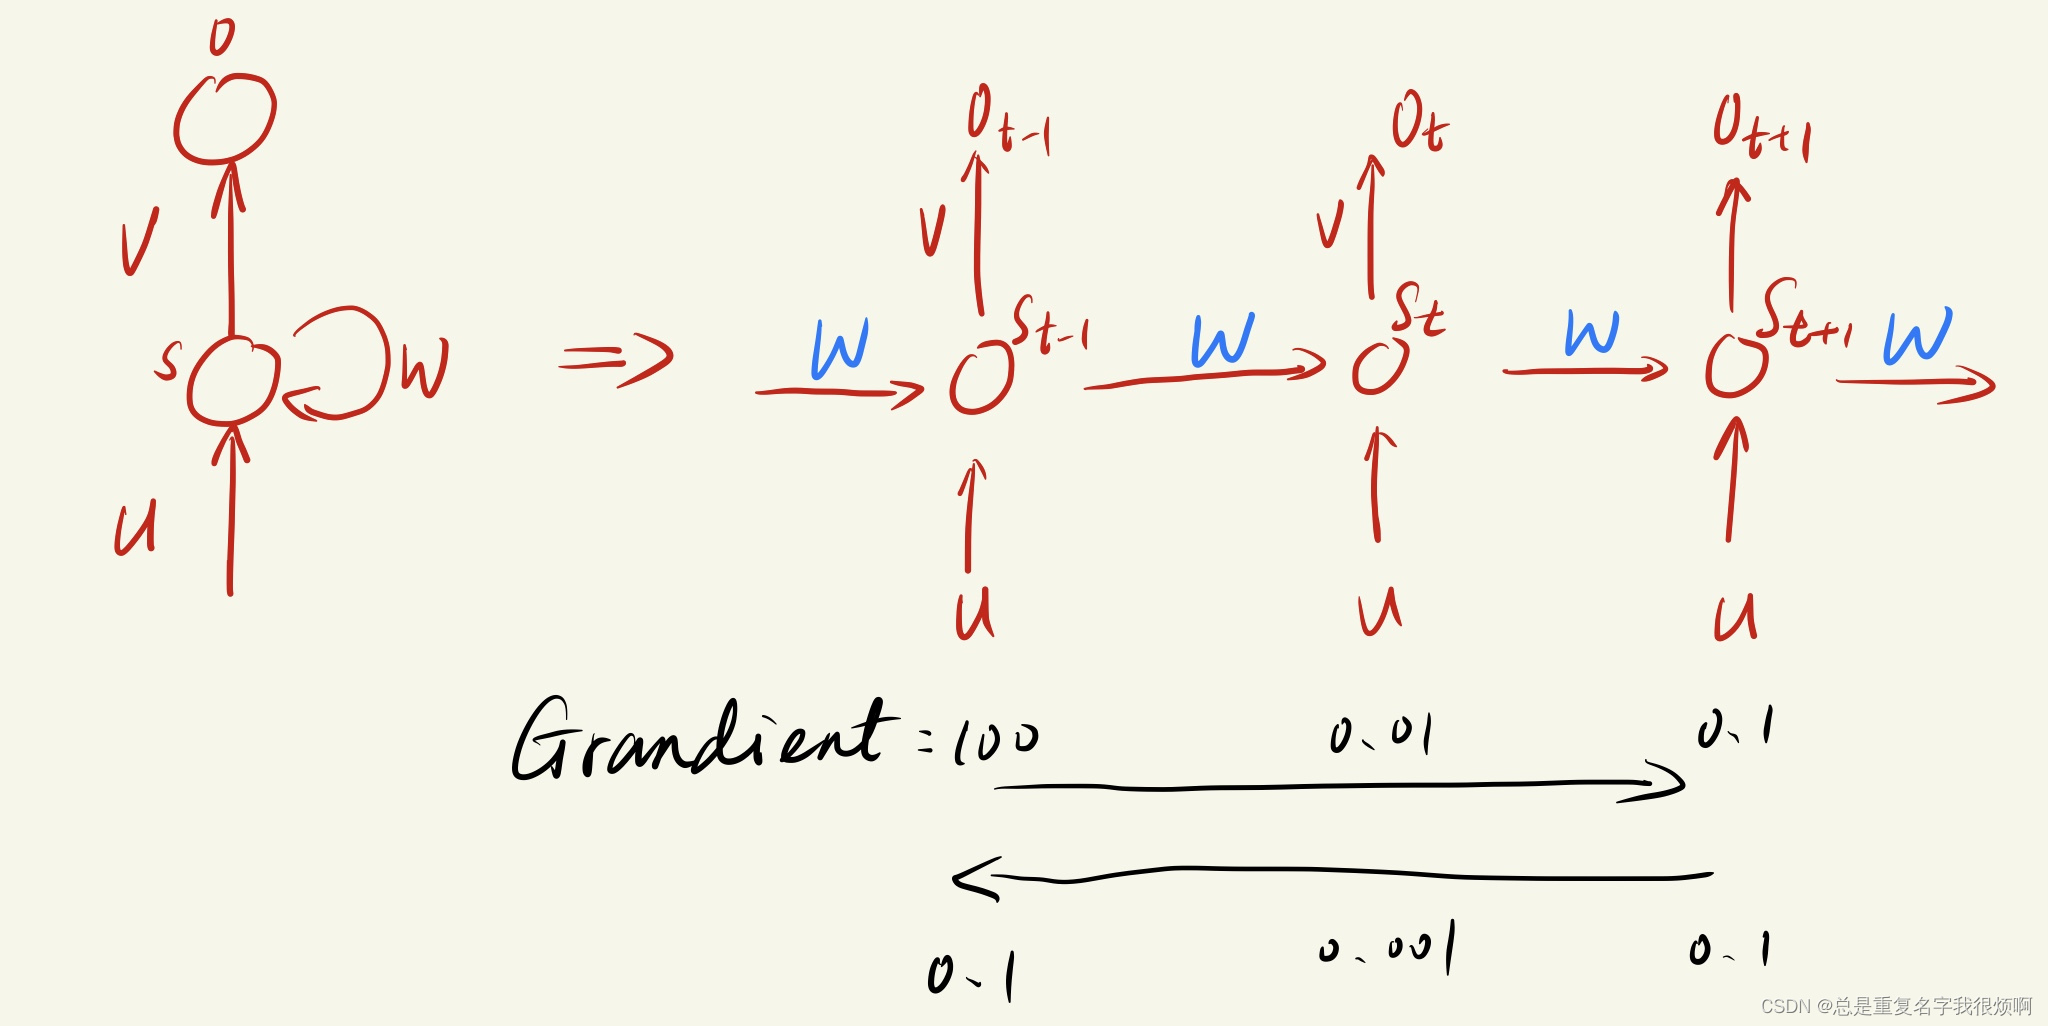 O
V
S
W
U
⇒
O_{t-1}
O_t
O_{t+1}
V
V
W
S_{t-1}
W
S_t
W
S_{t+1}
W
U
U
U
Grandient = 100
0.01
0.1
0.1
0.001
0.1
CSDN @总是重复名字我很烦啊